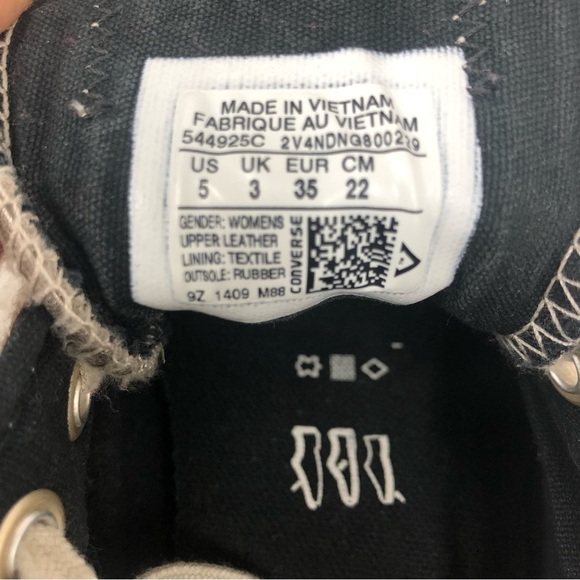 MADE IN VIETNAM
FABRIQUE AU VIETNAM
544925C 2V4NDNG800229
US UK EUR CM
5 3 35 22
GENDER: WOMENS
UPPER: LEATHER
LINING: TEXTILE
OUTSOLE: RUBBER
9Z 1409 M88
CONVERSE